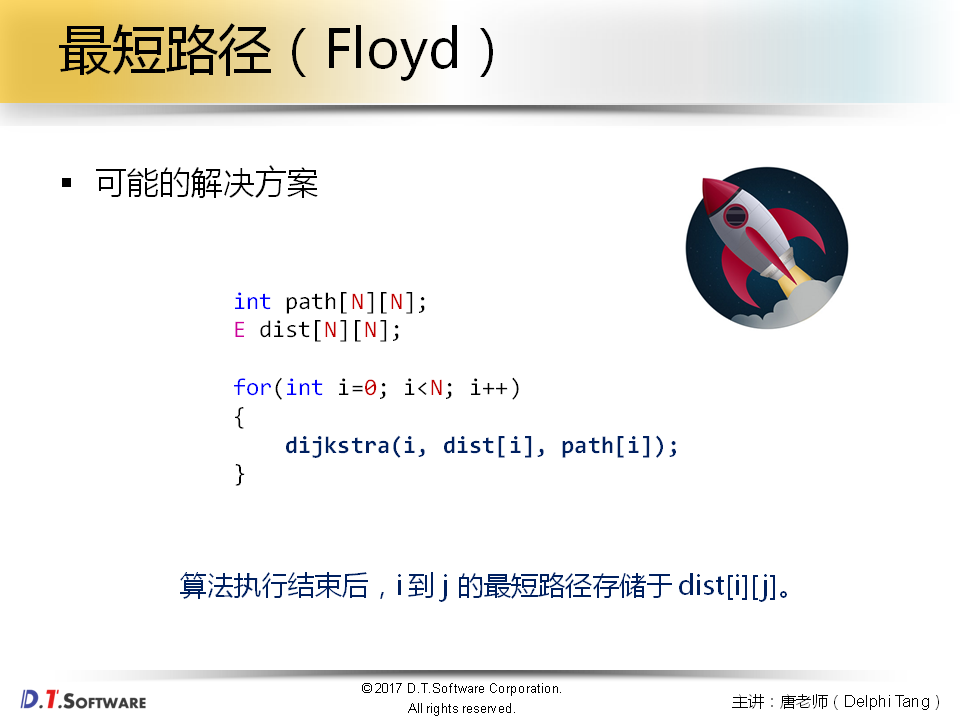 最短路径（Floyd）
▪ 可能的解决方案
int path[N][N];
E dist[N][N];
for(int i=0; i<N; i++)
{
    dijkstra(i, dist[i], path[i]);
}
算法执行结束后，i 到 j 的最短路径存储于 dist[i][j]。
D.T.SOFTWARE
©2017 D.T.Software Corporation.
All rights reserved.
主讲：唐老师（Delphi Tang）